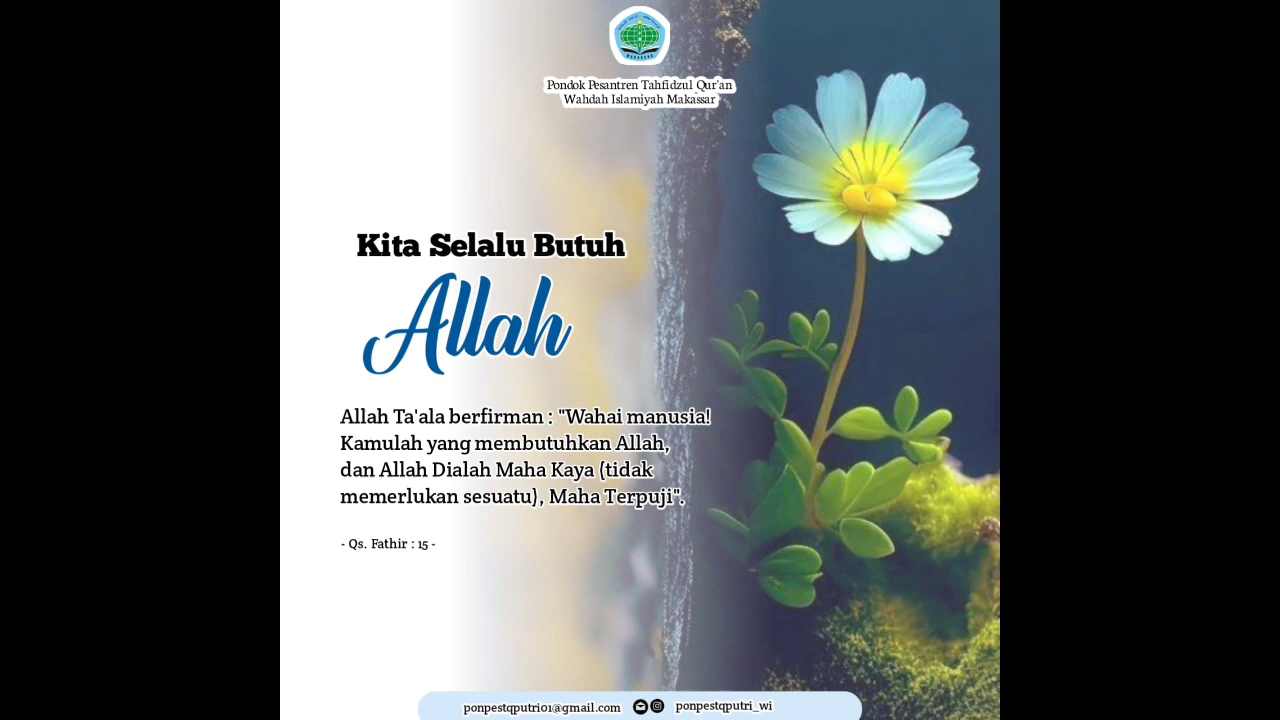 Pondok Pesantren Tahfidzul Qur'an
Wahdah Islamiyah Makassar
Kita Selalu Butuh
Allah
Allah Ta'ala berfirman : "Wahai manusia!
Kamulah yang membutuhkan Allah,
dan Allah Dialah Maha Kaya (tidak
memerlukan sesuatu), Maha Terpuji".
- Qs. Fathir : 15 -
ponpestqputri01@gmail.com ponpestqputri_wi